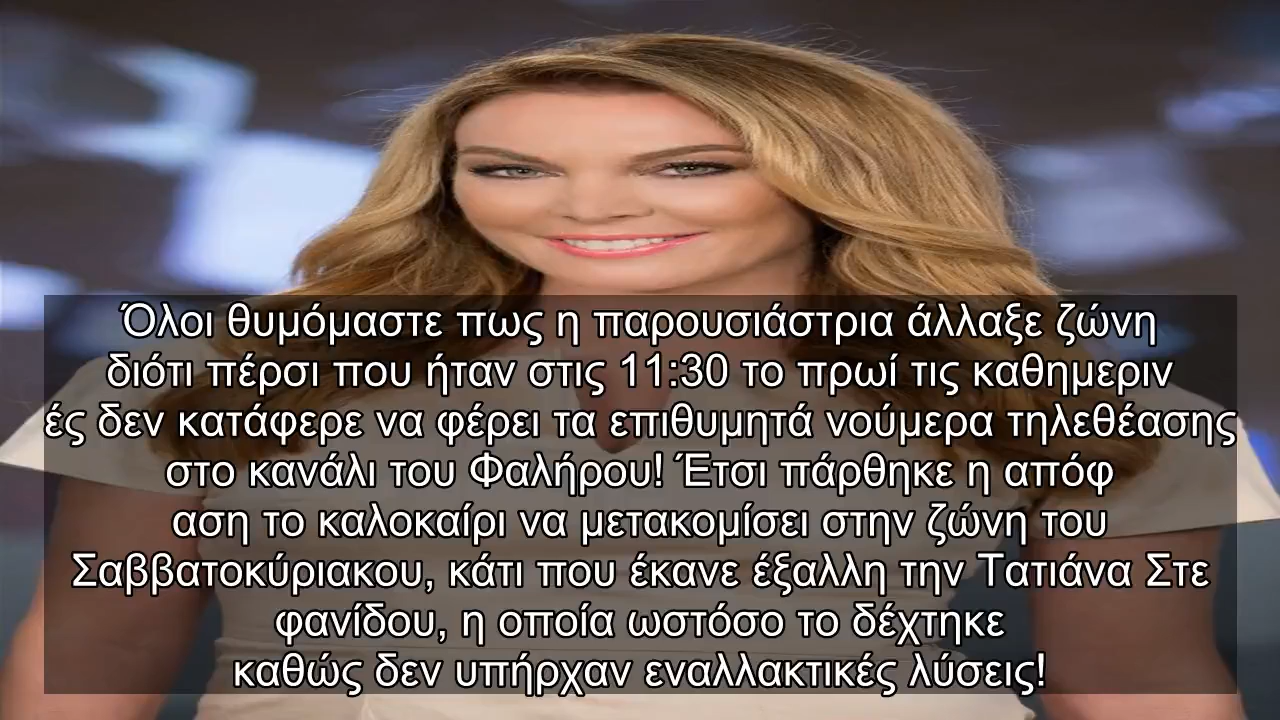 Όλοι θυμόμαστε πως η παρουσιάστρια άλλαξε ζώνη
διότι πέρσι που ήταν στις 11:30 το πρωί τις καθημεριν
ές δεν κατάφερε να φέρει τα επιθυμητά νούμερα τηλεθέασης
στο κανάλι του Φαλήρου! Έτσι πάρθηκε η απόφ
αση το καλοκαίρι να μετακομίσει στην ζώνη του
Σαββατοκύριακου, κάτι που έκανε έξαλλη την Τατιάνα Στε
φανίδου, η οποία ωστόσο το δέχτηκε
καθώς δεν υπήρχαν εναλλακτικές λύσεις!